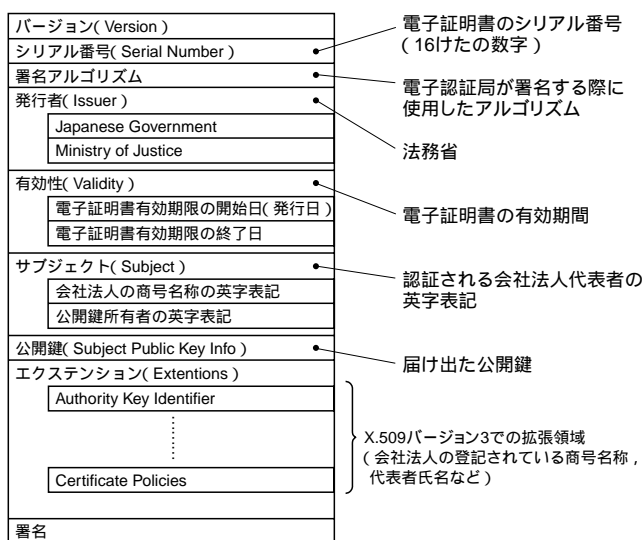 バージョン( Version )
シリアル番号( Serial Number )
署名アルゴリズム
発行者( Issuer )
Japanese Government
Ministry of Justice
有効性( Validity )
電子証明書有効期限の開始日( 発行日 )
電子証明書有効期限の終了日
サブジェクト( Subject )
会社法人の商号名称の英字表記
公開鍵所有者の英字表記
公開鍵( Subject Public Key Info )
エクステンション( Extentions )
Authority Key Identifier
Certificate Policies
署名
電子証明書のシリアル番号
( 16けたの数字 )
電子認証局が署名する際に
使用したアルゴリズム
法務省
電子証明書の有効期間
認証される会社法人代表者の
英字表記
届け出た公開鍵
X.509バージョン3での拡張領域
( 会社法人の登記されている商号名称 ,
代表者氏名など )